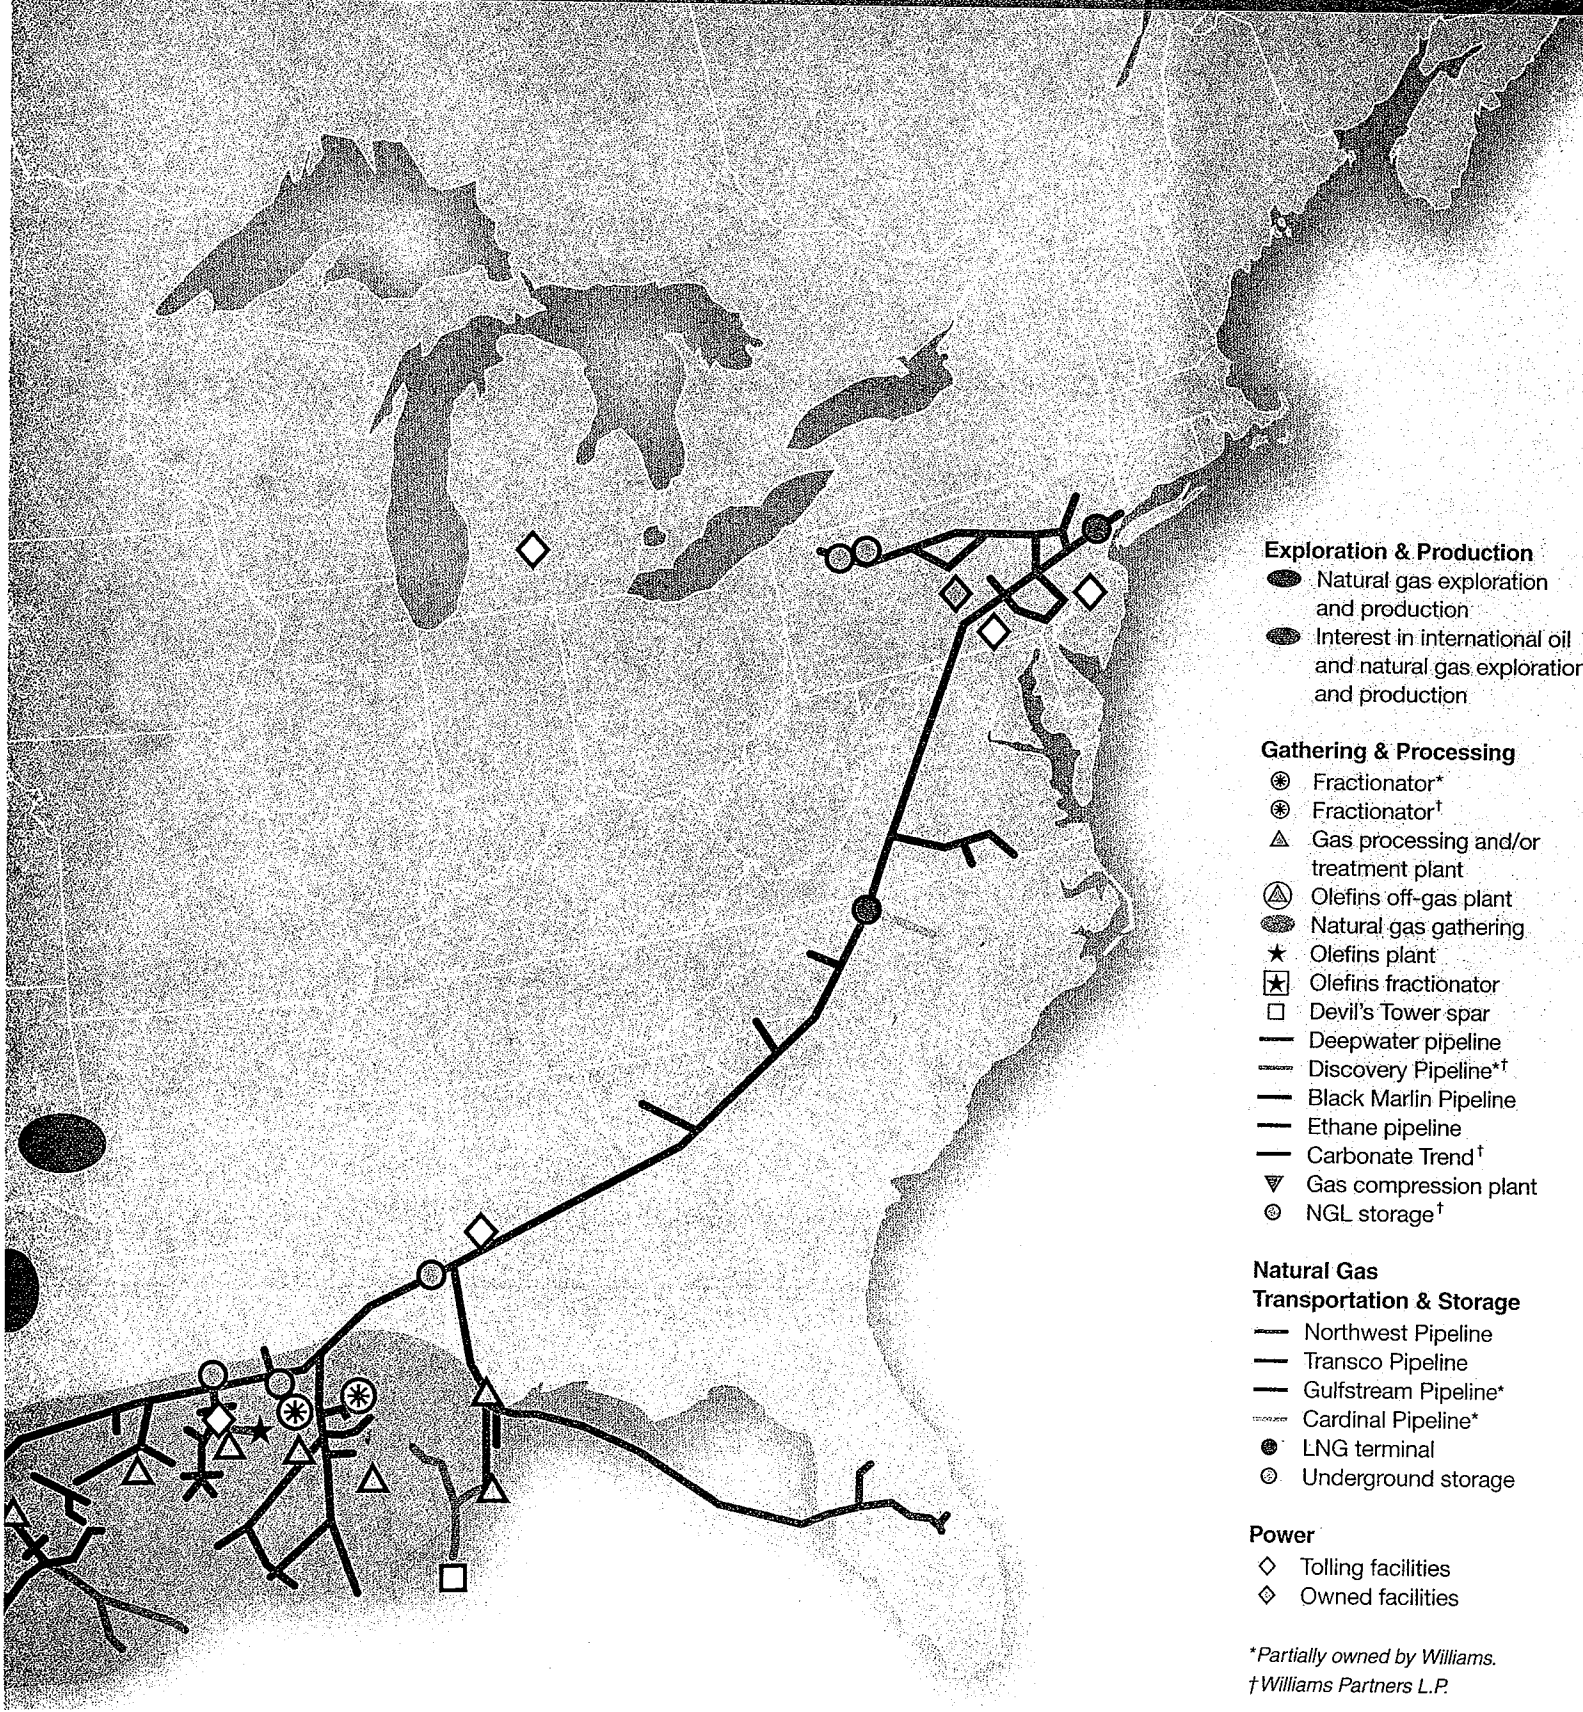 Exploration & Production
Natural gas exploration
and production
Interest in international oil
and natural gas exploration
and production
Gathering & Processing
Fractionator*
Fractionator†
Gas processing and/or
treatment plant
Olefins off-gas plant
Natural gas gathering
Olefins plant
Olefins fractionator
Devil's Tower spar
Deepwater pipeline
Discovery Pipeline*†
Black Marlin Pipeline
Ethane pipeline
Carbonate Trend†
Gas compression plant
NGL storage†
Natural Gas
Transportation & Storage
Northwest Pipeline
Transco Pipeline
Gulfstream Pipeline*
Cardinal Pipeline*
LNG terminal
Underground storage
Power
Tolling facilities
Owned facilities
*Partially owned by Williams.
†Williams Partners L.P.